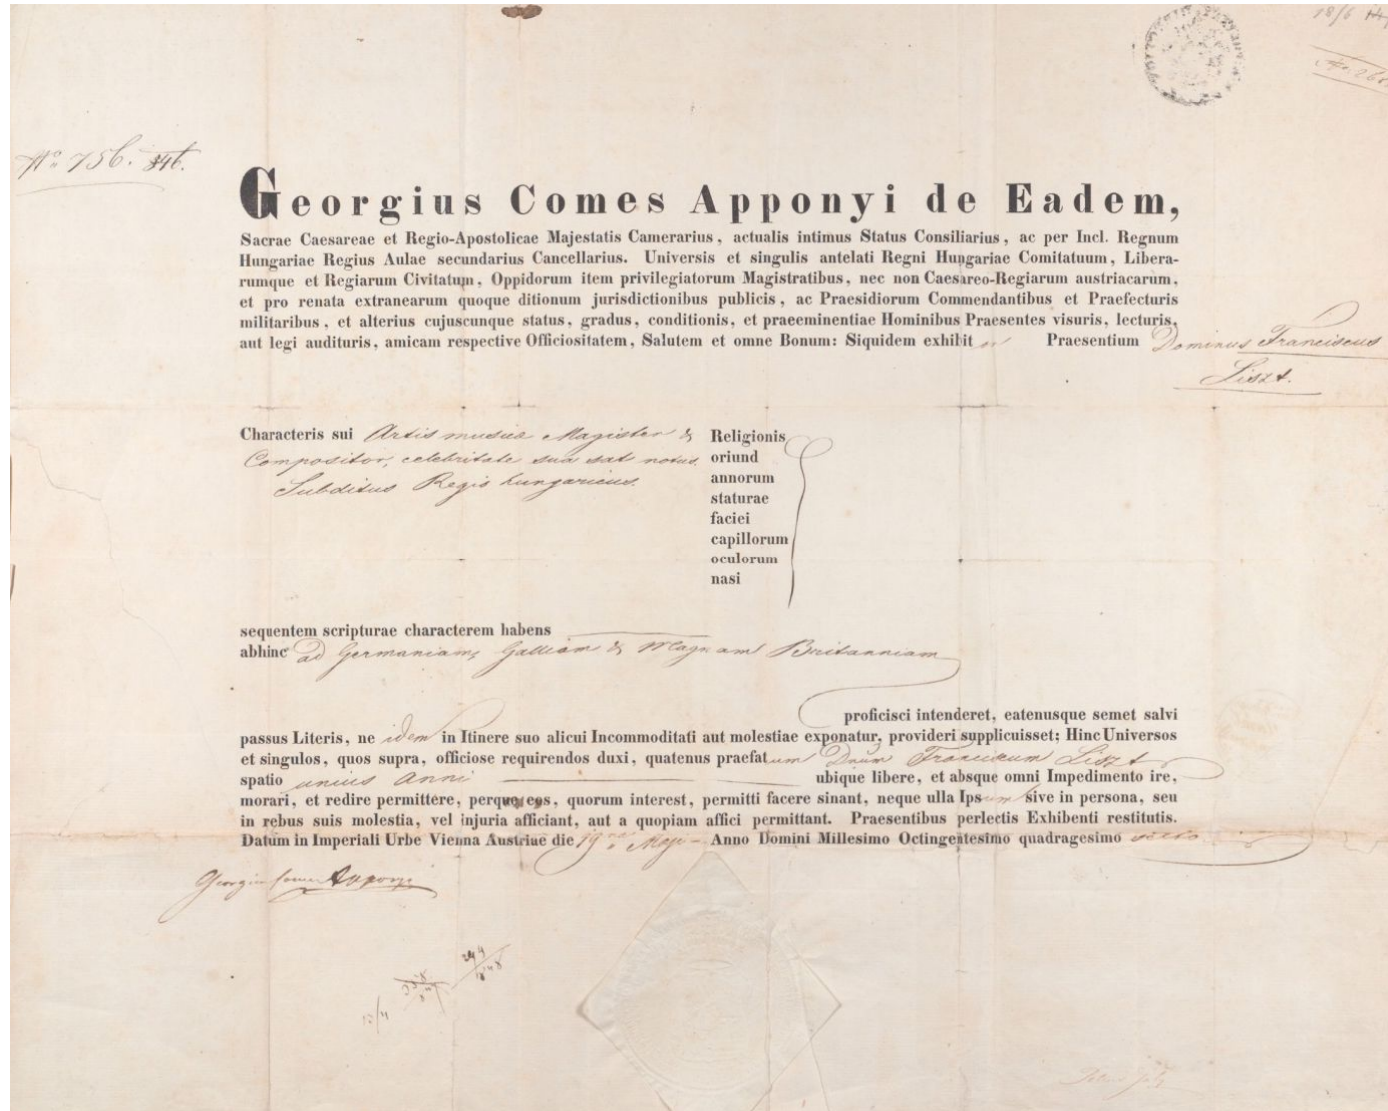 No 756. 846.
Georgius Comes Apponyi de Eadem,
Sacrae Caesareae et Regio-Apostolicae Majestatis Camerarius, actualis intimus Status Consiliarius, ac per Incl. Regnum
Hungariae Regius Aulae secundarius Cancellarius. Universis et singulis antelati Regni Hungariae Comitatuum, Libera-
rumque et Regiarum Civitatum, Oppidorum item privilegiatorum Magistratibus, nec non Caesareo-Regiarum austriacarum,
et pro renata extranearum quoque ditionum jurisdictionibus publicis, ac Praesidiorum Commendantibus et Praefecturis
militaribus, et alterius cujuscunque status, gradus, conditionis, et praeeminentiae Hominibus Praesentes visuris, lecturis,
aut legi audituris, amicam respective Officiositatem, Salutem et omne Bonum: Siquidem exhibitor Praesentium Dominus Franciscus
Liszt.
Characteris sui Artis musicae Magister &
Compositor, celebritate sua sat notus.
Subditus Regis hungaricus.
Religionis
oriund
annorum
staturae
faciei
capillorum
oculorum
nasi
sequentem scripturae characterem habens
abhinc ad Germaniam, Galliam & Magnam Britanniam
proficisci intenderet, eatenusque semet salvi
passus Literis, ne idem in Itinere suo alicui Incommoditati aut molestiae exponatur, provideri supplicuisset; Hinc Universos
et singulos, quos supra, officiose requirendos duxi, quatenus praefatum Dnum Franciscum Liszt
spatio unius Anni ubique libere, et absque omni Impedimento ire,
morari, et redire permittere, perque eos, quorum interest, permitti facere sinant, neque ulla Ipsum sive in persona, seu
in rebus suis molestia, vel injuria afficiant, aut a quopiam affici permittant. Praesentibus perlectis Exhibenti restitutis.
Datum in Imperiali Urbe Vienna Austriae die 19na Maji Anno Domini Millesimo Octingentesimo quadragesimo sexto
Georgius Comes Apponyi